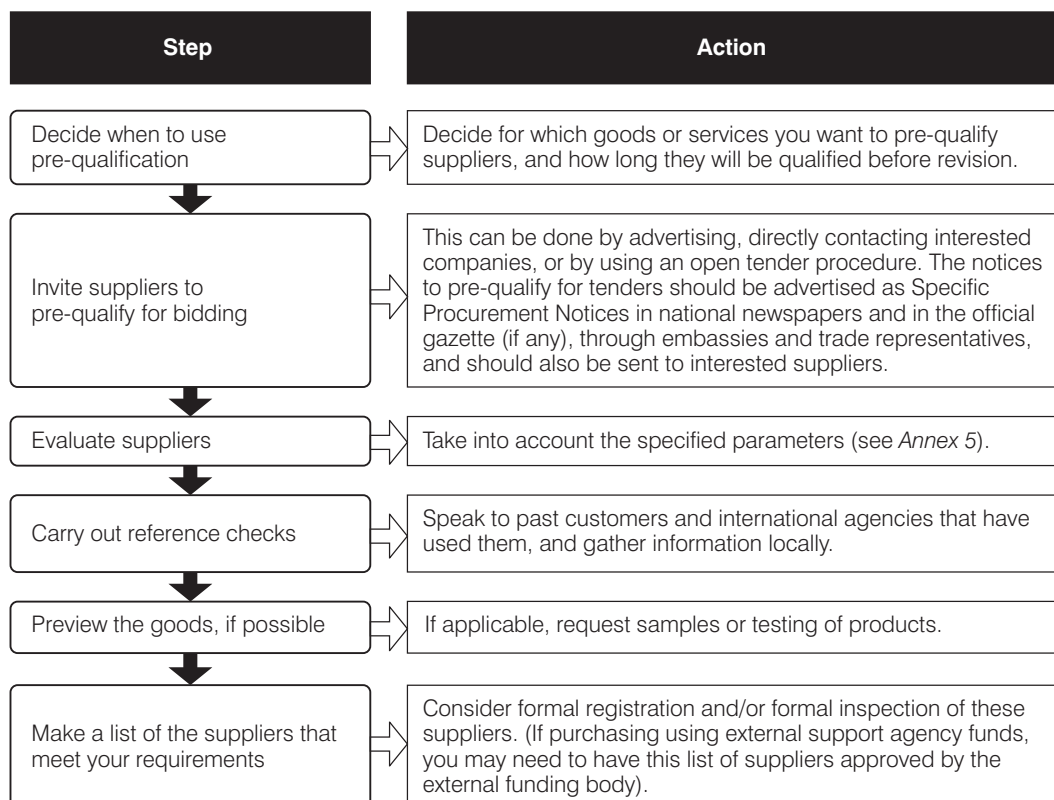 Step
Action
Decide when to use
pre-qualification
Decide for which goods or services you want to pre-qualify
suppliers, and how long they will be qualified before revision.
Invite suppliers to
pre-qualify for bidding
This can be done by advertising, directly contacting interested
companies, or by using an open tender procedure. The notices
to pre-qualify for tenders should be advertised as Specific
Procurement Notices in national newspapers and in the official
gazette (if any), through embassies and trade representatives,
and should also be sent to interested suppliers.
Evaluate suppliers
Take into account the specified parameters (see Annex 5).
Carry out reference checks
Speak to past customers and international agencies that have
used them, and gather information locally.
Preview the goods, if possible
If applicable, request samples or testing of products.
Make a list of the suppliers that
meet your requirements
Consider formal registration and/or formal inspection of these
suppliers. (If purchasing using external support agency funds,
you may need to have this list of suppliers approved by the
external funding body).